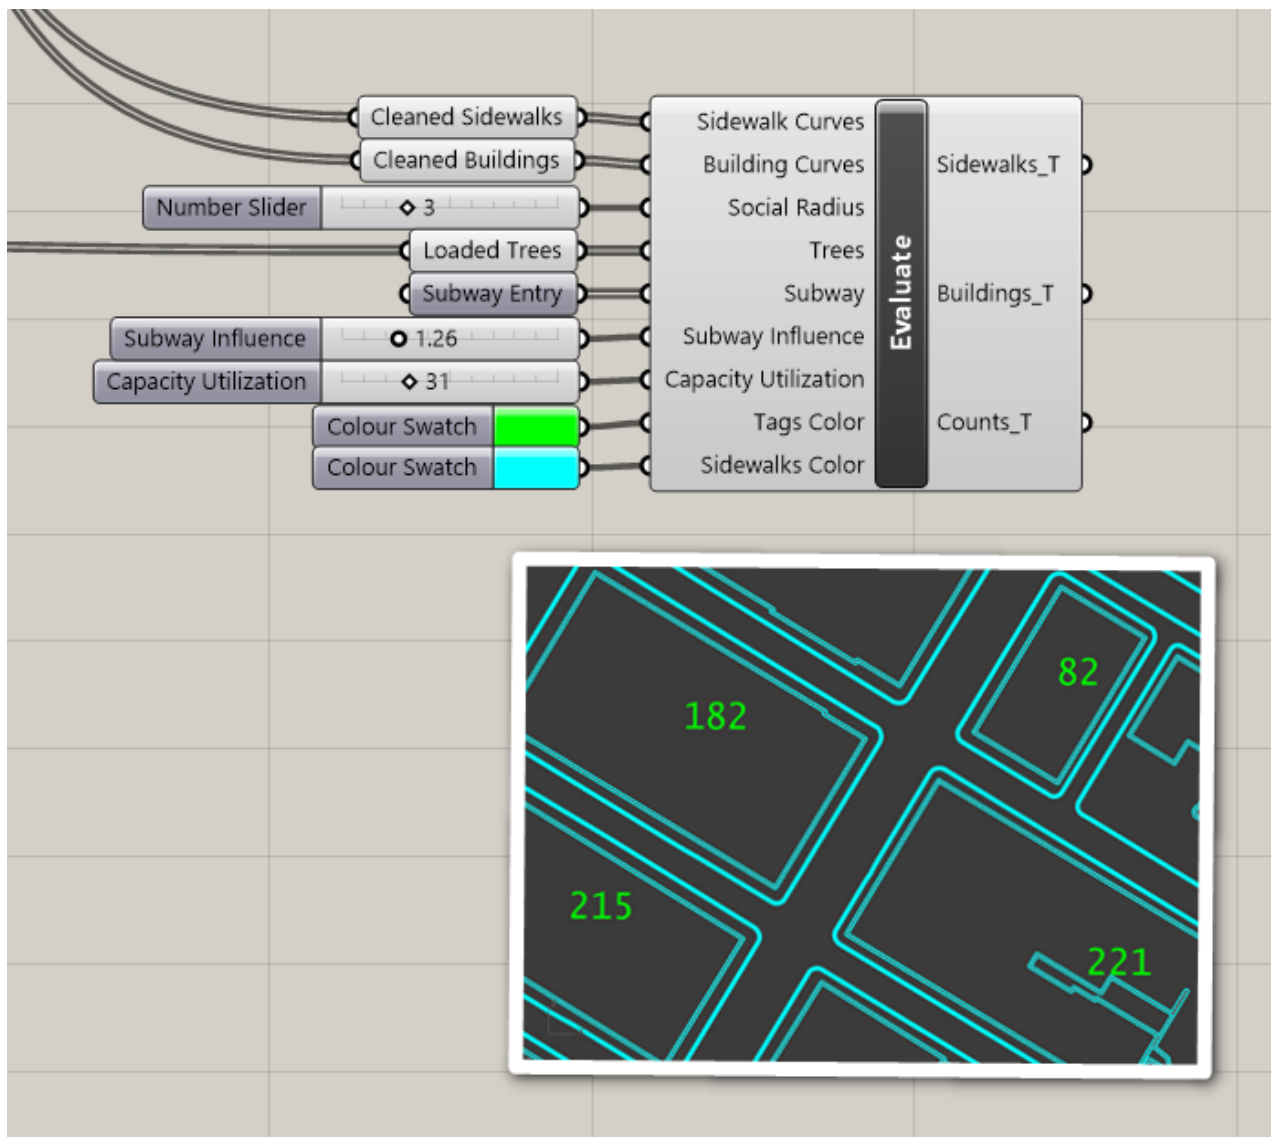 Cleaned Sidewalks
Cleaned Buildings
Number Slider 3
Loaded Trees
Subway Entry
Subway Influence 1.26
Capacity Utilization 31
Colour Swatch
Colour Swatch
Sidewalk Curves
Building Curves
Social Radius
Trees
Subway
Subway Influence
Capacity Utilization
Tags Color
Sidewalks Color
Evaluate
Sidewalks_T
Buildings_T
Counts_T
82
182
215
221